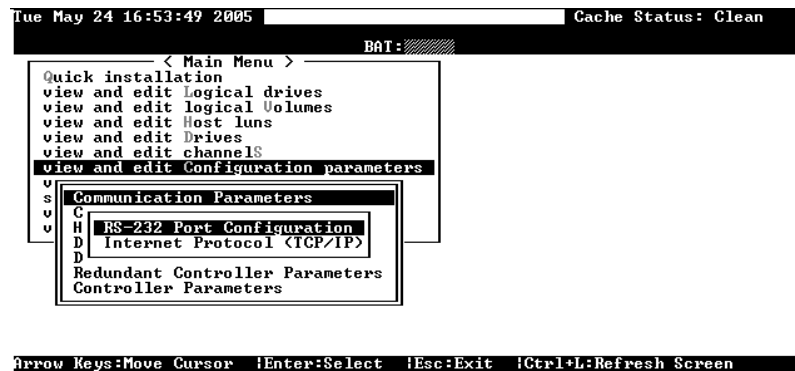 Tue May 24 16:53:49 2005 Cache Status: Clean
BAT:
< Main Menu >
Quick installation
view and edit Logical drives
view and edit logical Volumes
view and edit Host luns
view and edit Drives
view and edit channelS
view and edit Configuration parameters
v
s Communication Parameters
v C
v H RS-232 Port Configuration
D Internet Protocol (TCP/IP)
D
Redundant Controller Parameters
Controller Parameters
Arrow Keys:Move Cursor |Enter:Select |Esc:Exit |Ctrl+L:Refresh Screen